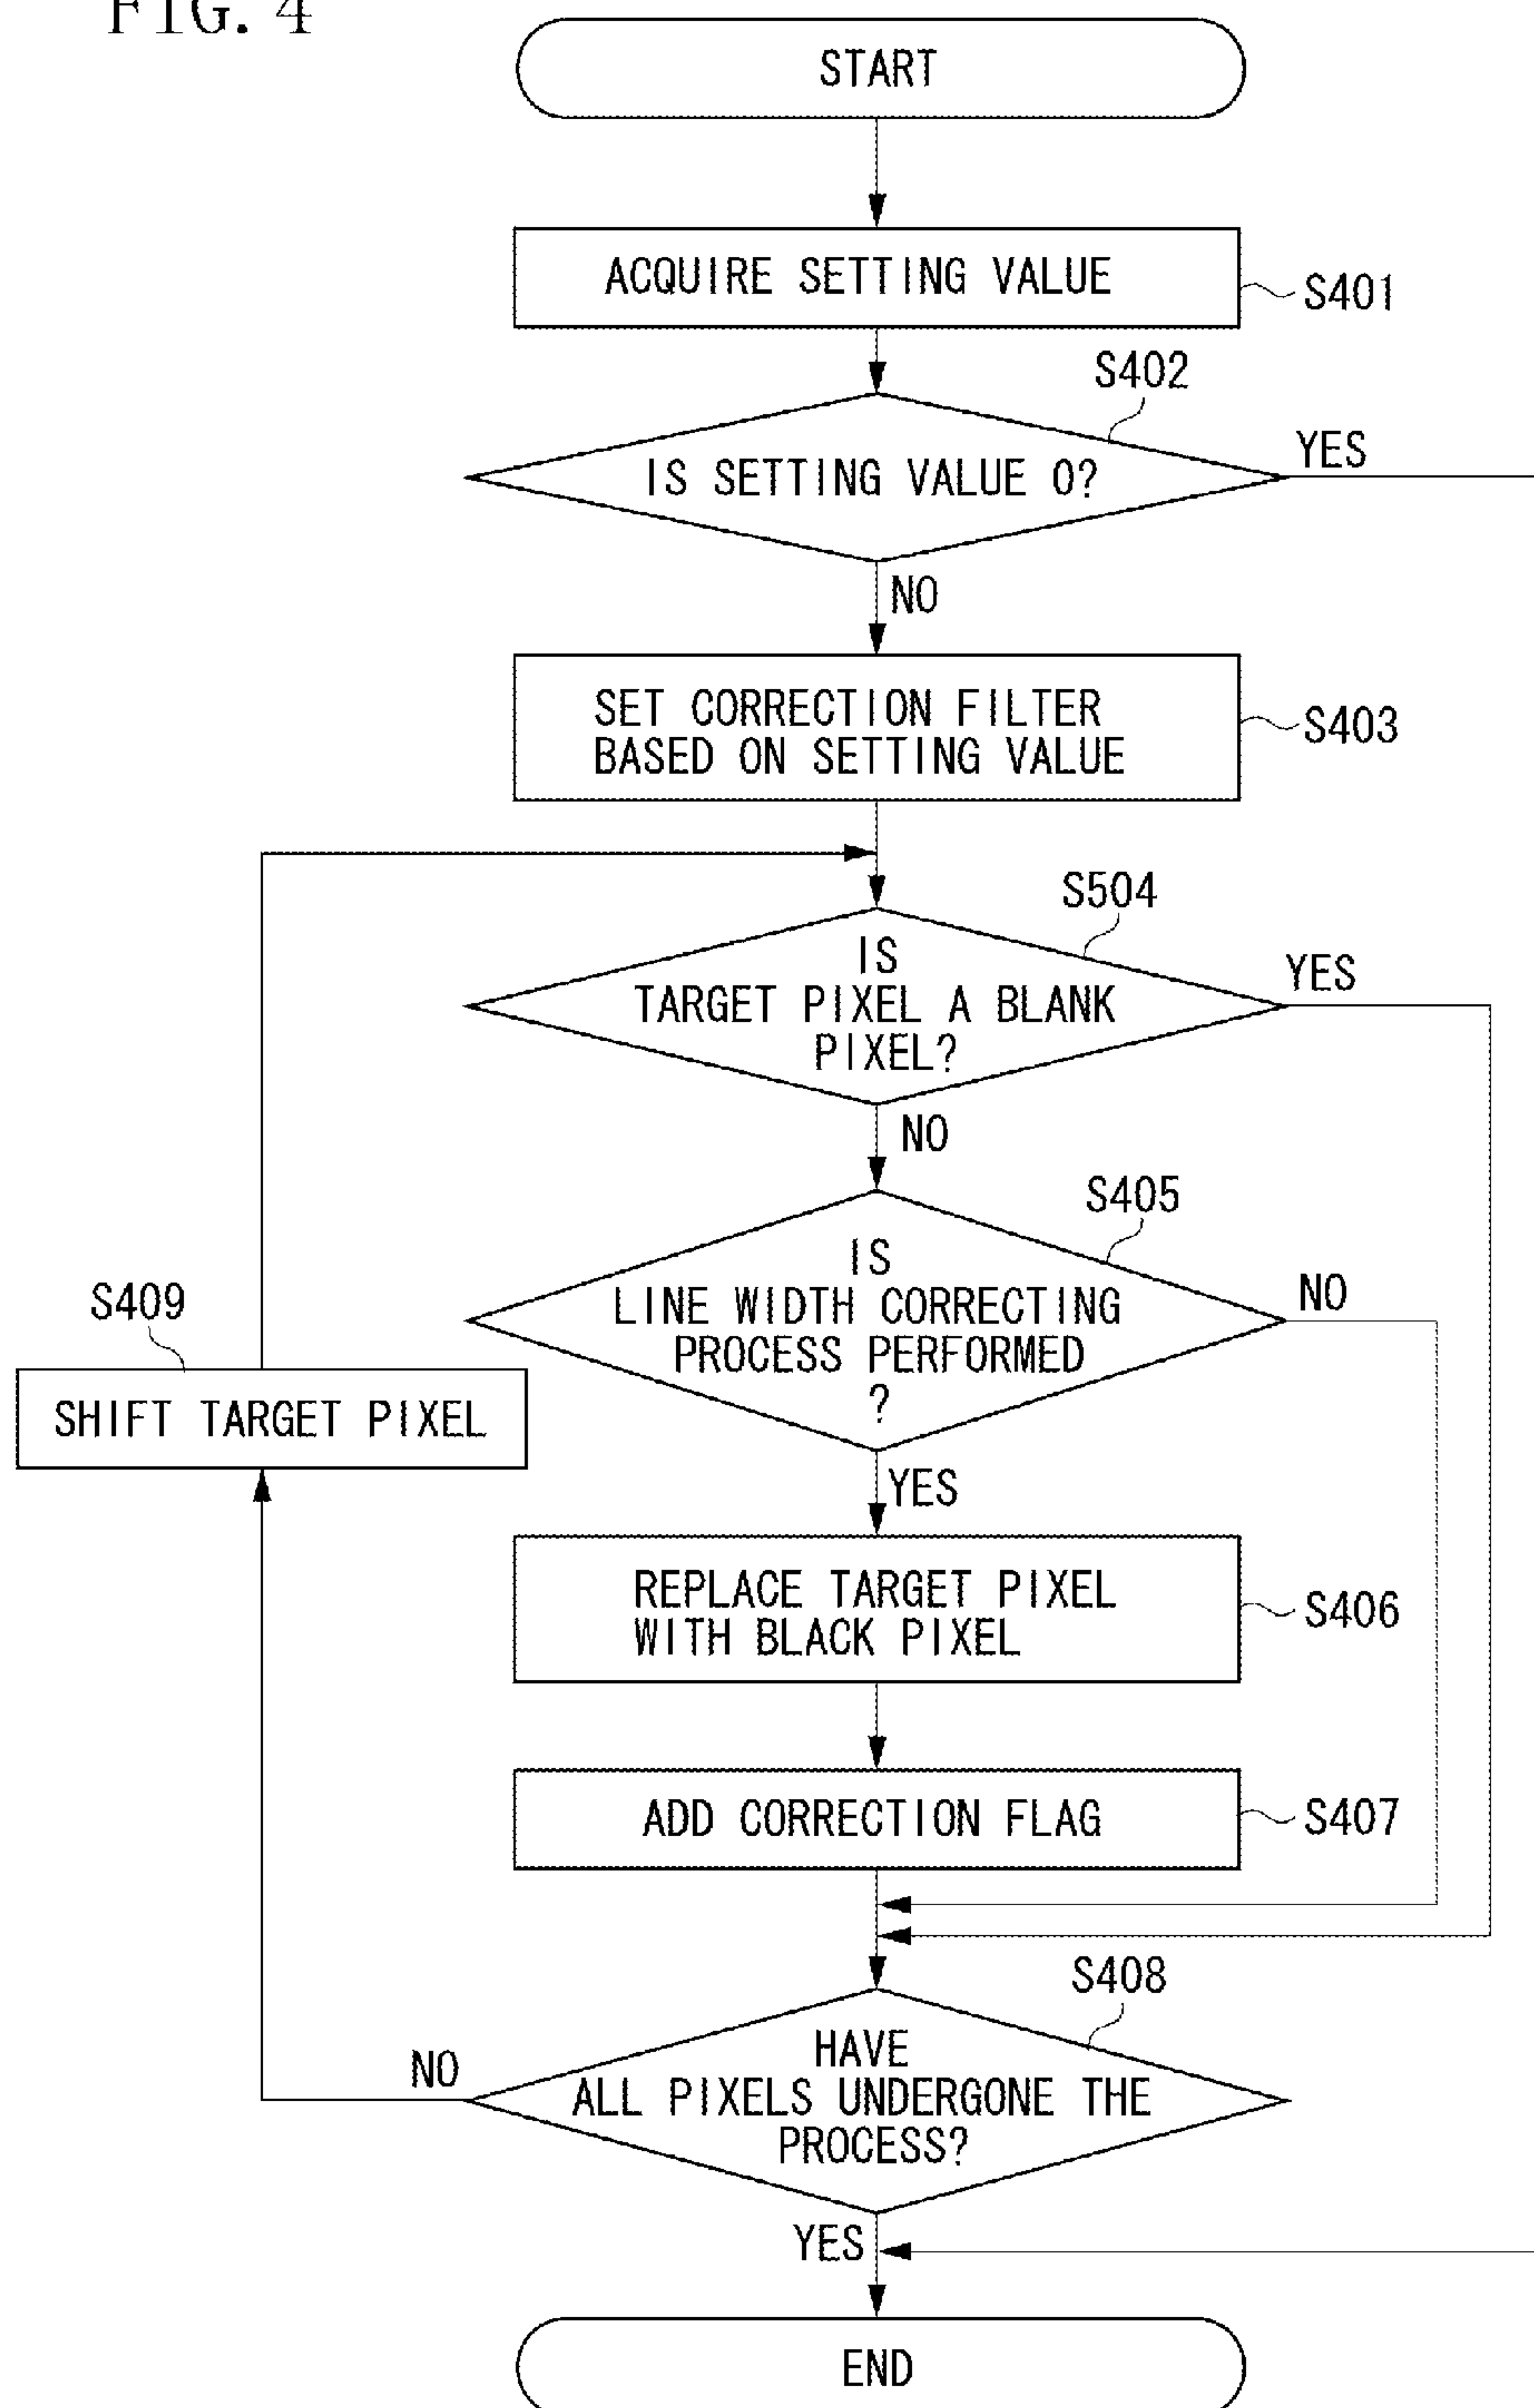 FIG. 4
START
ACQUIRE SETTING VALUE
S401
S402
IS SETTING VALUE 0?
YES
NO
SET CORRECTION FILTER
BASED ON SETTING VALUE
S403
S504
IS
TARGET PIXEL A BLANK
PIXEL?
YES
NO
S405
IS
LINE WIDTH CORRECTING
PROCESS PERFORMED
?
NO
S409
SHIFT TARGET PIXEL
YES
REPLACE TARGET PIXEL
WITH BLACK PIXEL
S406
ADD CORRECTION FLAG
S407
S408
HAVE
ALL PIXELS UNDERGONE THE
PROCESS?
NO
YES
END